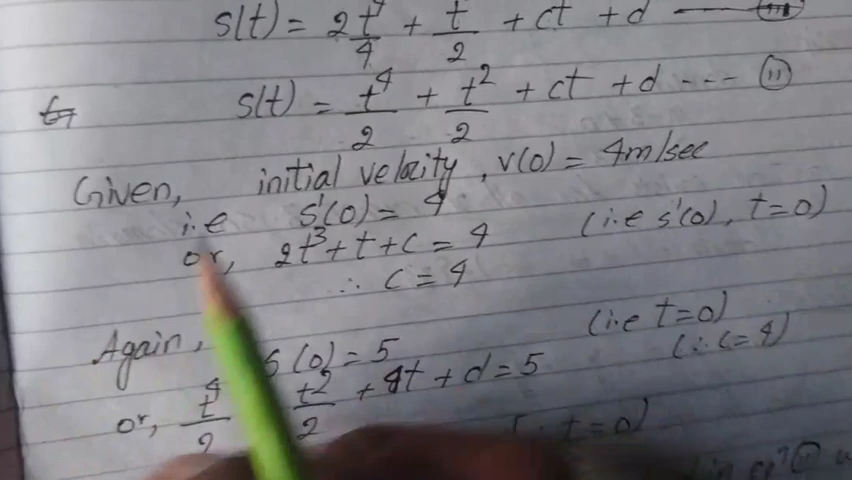 s(t) = 2t⁴/4 + t/2 + ct + d
s(t) = t⁴/2 + t²/2 + ct + d --- (ii)
Given, initial velocity, v(0) = 4m/sec
i.e s'(0) = 4 (i.e s'(0), t=0)
or, 2t³ + t + c = 4
∴ c = 4
Again, s(0) = 5 (i.e t=0)
or, t⁴/2 t²/2 + 4t + d = 5 (∵ c=4)
t=0)